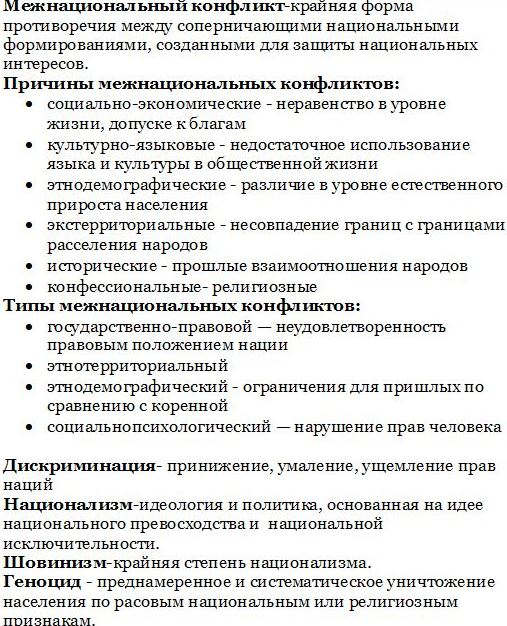 Межнациональный конфликт-крайняя форма
противоречия между соперничающими национальными
формированиями, созданными для защиты национальных
интересов.
Причины межнациональных конфликтов:
• социально-экономические - неравенство в уровне
жизни, допуске к благам
• культурно-языковые - недостаточное использование
языка и культуры в общественной жизни
• этнодемографические - различие в уровне естественного
прироста населения
• экстерриториальные - несовпадение границ с границами
расселения народов
• исторические - прошлые взаимоотношения народов
• конфессиональные- религиозные
Типы межнациональных конфликтов:
• государственно-правовой — неудовлетворенность
правовым положением нации
• этнотерриториальный
• этнодемографический - ограничения для пришлых по
сравнению с коренной
• социальнопсихологический — нарушение прав человека
Дискриминация- принижение, умаление, ущемление прав
наций
Национализм-идеология и политика, основанная на идее
национального превосходства и национальной
исключительности.
Шовинизм-крайняя степень национализма.
Геноцид - преднамеренное и систематическое уничтожение
населения по расовым национальным или религиозным
признакам.